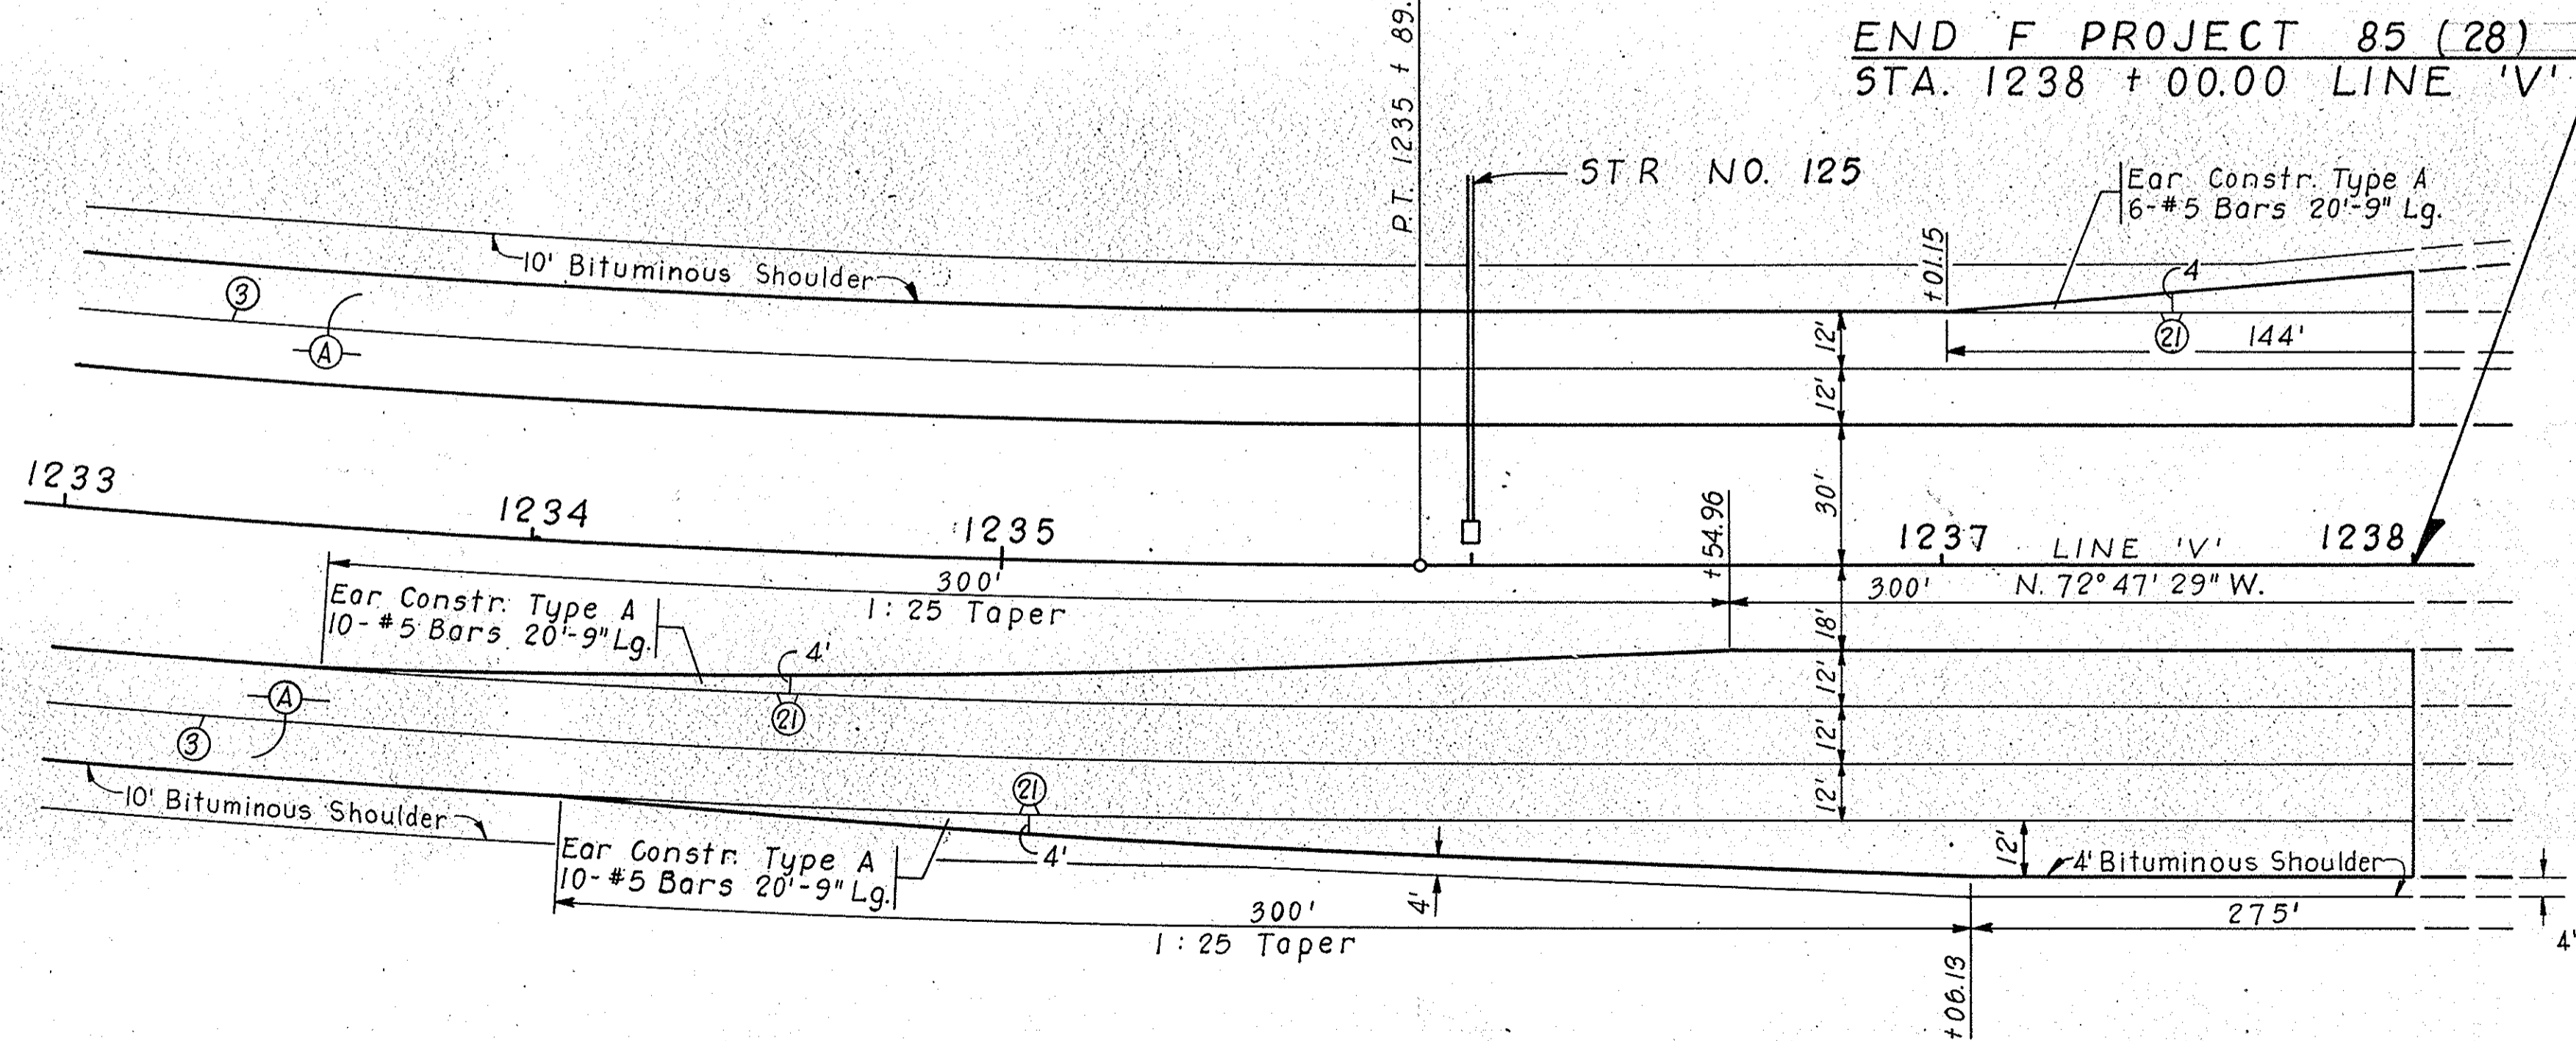 END F PROJECT 85 (28)
STA. 1238 + 00.00 LINE 'V'
P.T. 1235 + 89.
STR NO. 125
Ear Constr. Type A
6-#5 Bars 20'-9" Lg.
+01.15
10' Bituminous Shoulder
4
3
A
21
144'
12'
12'
30'
1233
1234
1235
+54.96
1237
LINE 'V'
1238
300'
1:25 Taper
300'
N. 72° 47' 29" W.
Ear Constr. Type A
10-#5 Bars 20'-9" Lg.
18'
4'
21
A
3
12'
12'
12'
10' Bituminous Shoulder
21
4'
Ear Constr. Type A
10-#5 Bars 20'-9" Lg.
4'
12'
4' Bituminous Shoulder
300'
1:25 Taper
275'
4'
+06.13